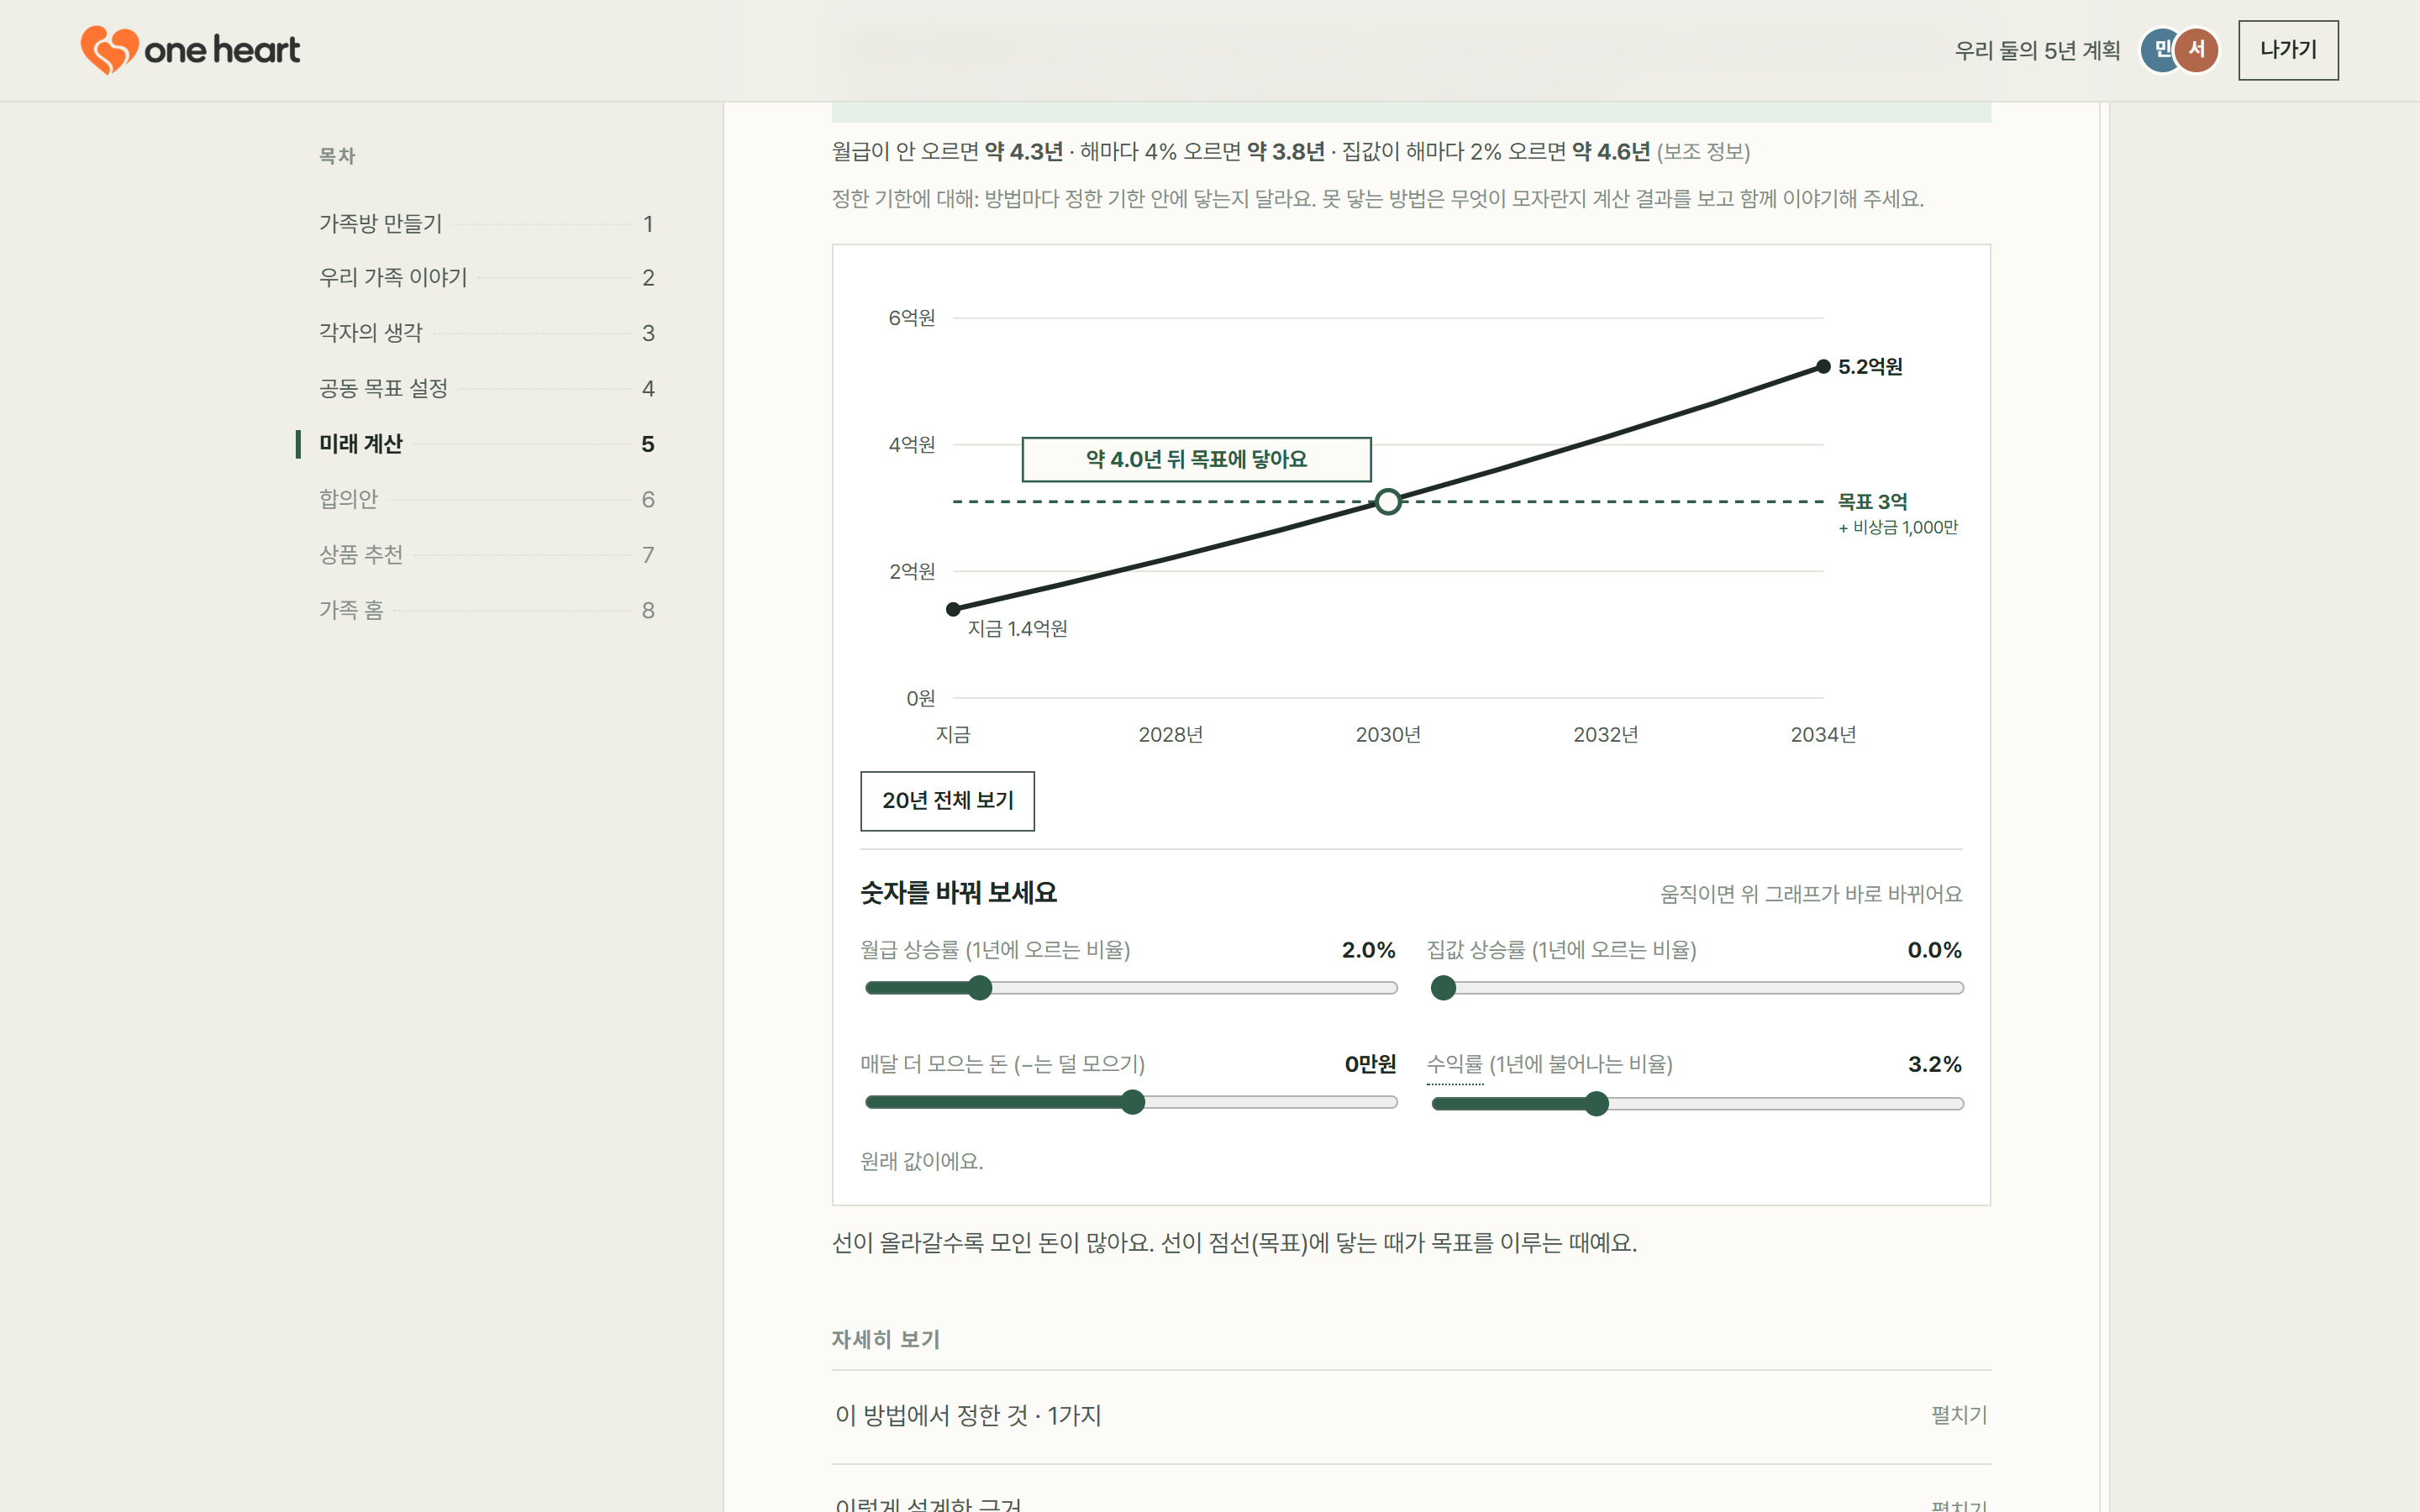 one heart
우리 둘의 5년 계획
민
서
나가기
목차
가족방 만들기 1
우리 가족 이야기 2
각자의 생각 3
공동 목표 설정 4
미래 계산 5
합의안 6
상품 추천 7
가족 홈 8
월급이 안 오르면 약 4.3년 · 해마다 4% 오르면 약 3.8년 · 집값이 해마다 2% 오르면 약 4.6년 (보조 정보)
정한 기한에 대해: 방법마다 정한 기한 안에 닿는지 달라요. 못 닿는 방법은 무엇이 모자란지 계산 결과를 보고 함께 이야기해 주세요.
6억원
5.2억원
4억원
약 4.0년 뒤 목표에 닿아요
목표 3억
+ 비상금 1,000만
2억원
지금 1.4억원
0원
지금 2028년 2030년 2032년 2034년
20년 전체 보기
숫자를 바꿔 보세요
움직이면 위 그래프가 바로 바뀌어요
월급 상승률 (1년에 오르는 비율) 2.0%
집값 상승률 (1년에 오르는 비율) 0.0%
매달 더 모으는 돈 (−는 덜 모으기) 0만원
수익률 (1년에 불어나는 비율) 3.2%
원래 값이에요.
선이 올라갈수록 모인 돈이 많아요. 선이 점선(목표)에 닿는 때가 목표를 이루는 때예요.
자세히 보기
이 방법에서 정한 것 · 1가지 펼치기
이렇게 설계한 근거 펼치기